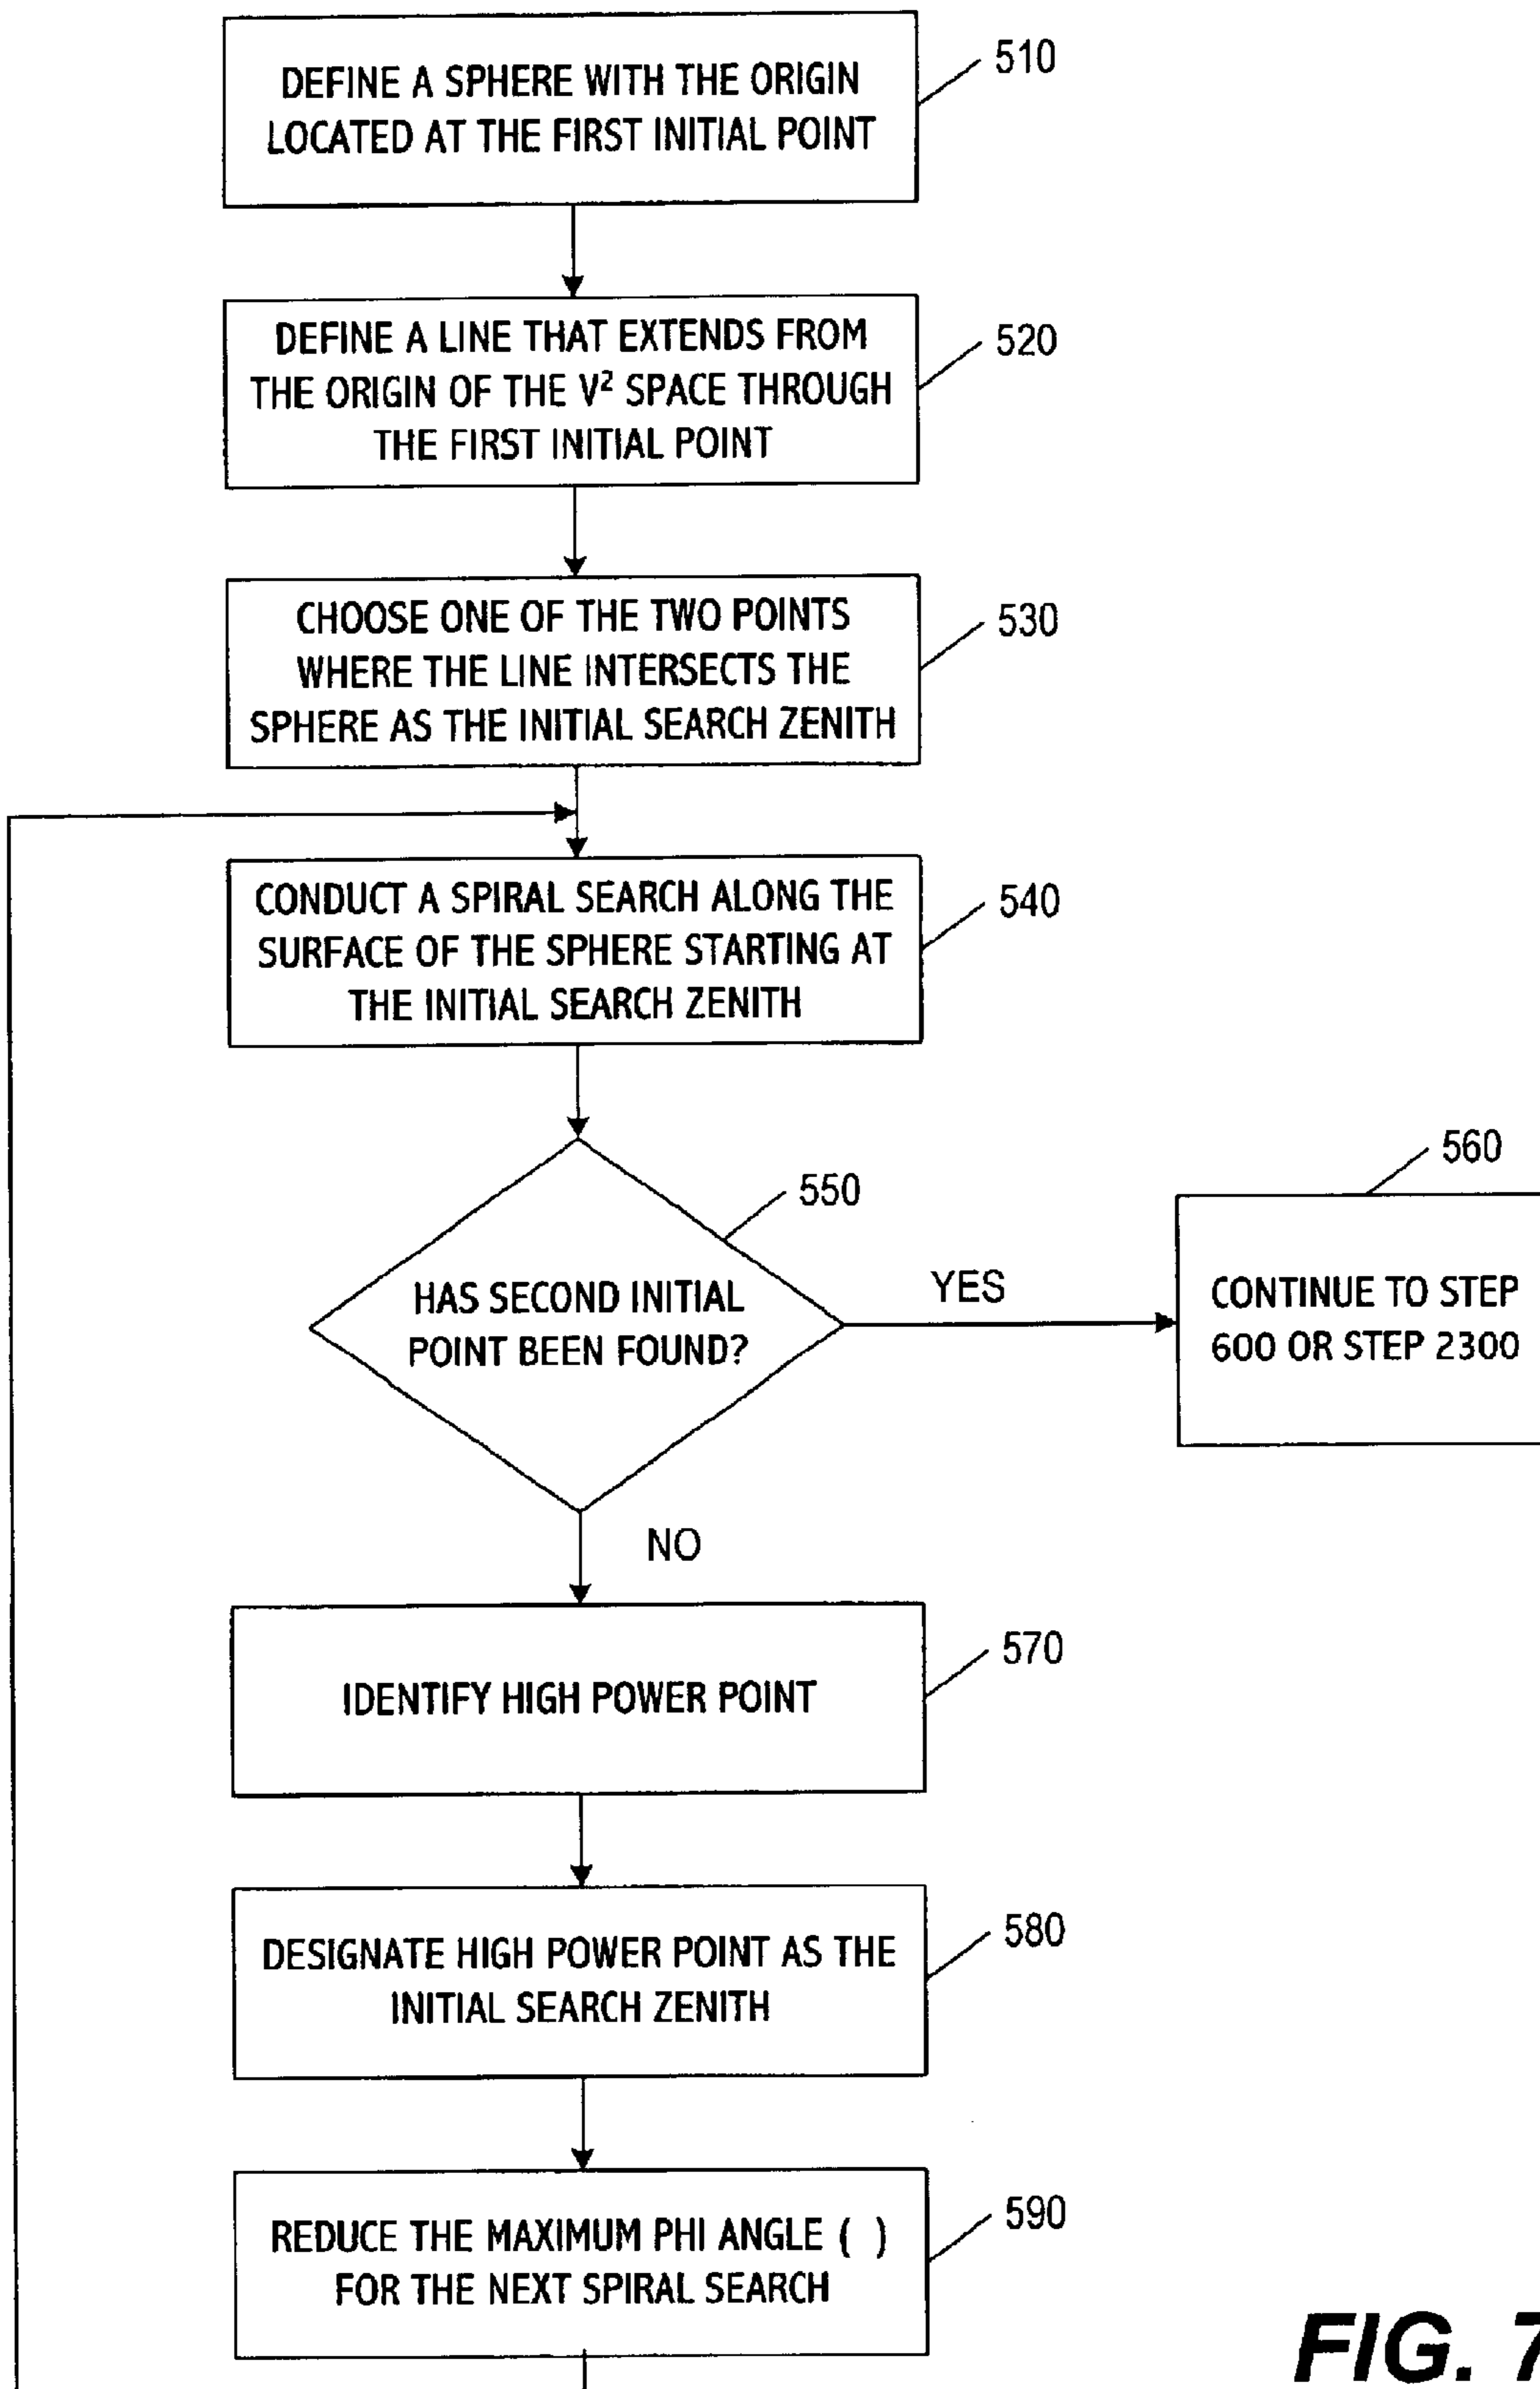 DEFINE A SPHERE WITH THE ORIGIN
LOCATED AT THE FIRST INITIAL POINT
510
DEFINE A LINE THAT EXTENDS FROM
THE ORIGIN OF THE V² SPACE THROUGH
THE FIRST INITIAL POINT
520
CHOOSE ONE OF THE TWO POINTS
WHERE THE LINE INTERSECTS THE
SPHERE AS THE INITIAL SEARCH ZENITH
530
CONDUCT A SPIRAL SEARCH ALONG THE
SURFACE OF THE SPHERE STARTING AT
THE INITIAL SEARCH ZENITH
540
HAS SECOND INITIAL
POINT BEEN FOUND?
550
YES
560
CONTINUE TO STEP
600 OR STEP 2300
NO
IDENTIFY HIGH POWER POINT
570
DESIGNATE HIGH POWER POINT AS THE
INITIAL SEARCH ZENITH
580
REDUCE THE MAXIMUM PHI ANGLE ( )
FOR THE NEXT SPIRAL SEARCH
590
FIG. 7